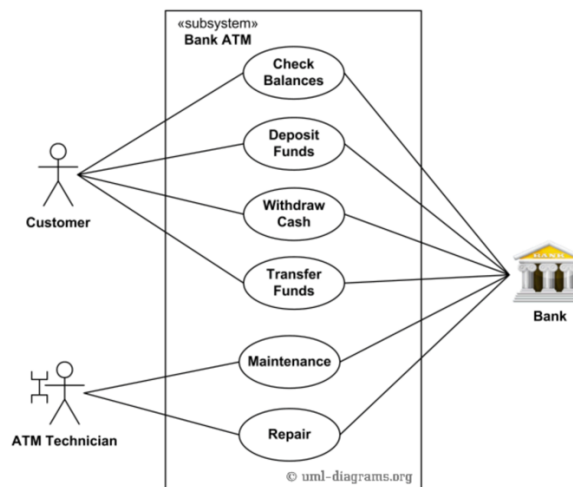 «subsystem»
Bank ATM
Check
Balances
Deposit
Funds
Customer
Withdraw
Cash
BANK
Transfer
Funds
Bank
Maintenance
ATM Technician
Repair
© uml-diagrams.org